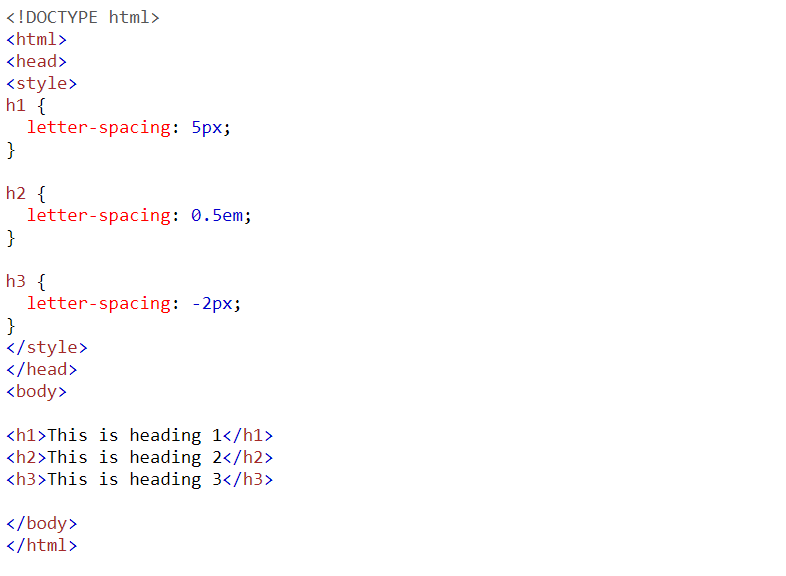 <!DOCTYPE html>
<html>
<head>
<style>
h1 {
  letter-spacing: 5px;
}

h2 {
  letter-spacing: 0.5em;
}

h3 {
  letter-spacing: -2px;
}
</style>
</head>
<body>

<h1>This is heading 1</h1>
<h2>This is heading 2</h2>
<h3>This is heading 3</h3>

</body>
</html>